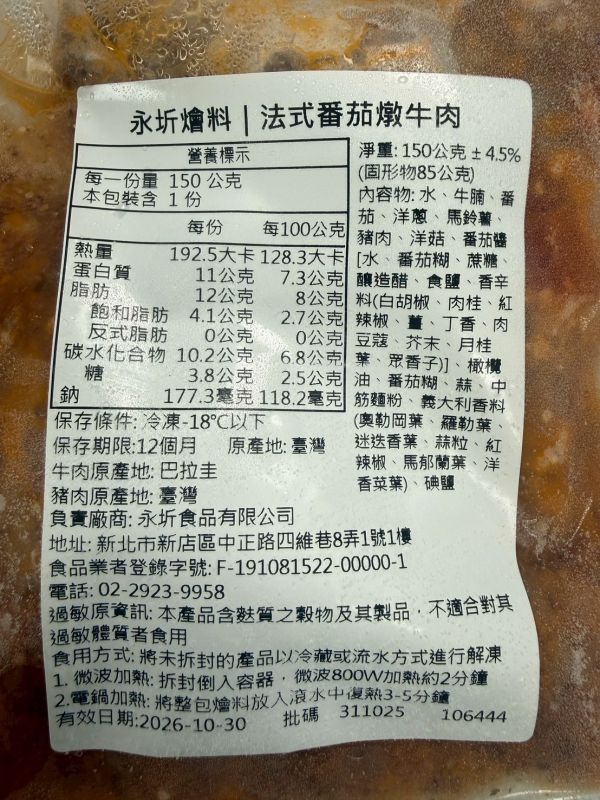 永圻燴料 | 法式番茄燉牛肉
營養標示
每一份量 150 公克
本包裝含 1 份
每份 每100公克
熱量 192.5大卡 128.3大卡
蛋白質 11公克 7.3公克
脂肪 12公克 8公克
飽和脂肪 4.1公克 2.7公克
反式脂肪 0公克 0公克
碳水化合物 10.2公克 6.8公克
糖 3.8公克 2.5公克
鈉 177.3毫克 118.2毫克
淨重: 150公克 ± 4.5%
(固形物85公克)
內容物: 水、牛腩、番
茄、洋蔥、馬鈴薯、
豬肉、洋菇、番茄醬
[水、番茄糊、蔗糖、
釀造醋、食鹽、香辛
料(白胡椒、肉桂、紅
辣椒、薑、丁香、肉
豆蔻、芥末、月桂
葉、眾香子)]、橄欖
油、番茄糊、蒜、中
筋麵粉、義大利香料
(奧勒岡葉、羅勒葉、
迷迭香葉、蒜粒、紅
辣椒、馬郁蘭葉、洋
香菜葉)、碘鹽
保存條件: 冷凍-18℃以下
保存期限:12個月 原產地: 臺灣
牛肉原產地: 巴拉圭
豬肉原產地: 臺灣
負責廠商: 永圻食品有限公司
地址: 新北市新店區中正路四維巷8弄1號1樓
食品業者登錄字號: F-191081522-00000-1
電話: 02-2923-9958
過敏原資訊: 本產品含麩質之穀物及其製品，不適合對其
過敏體質者食用
食用方式: 將未拆封的產品以冷藏或流水方式進行解凍
1. 微波加熱: 拆封倒入容器，微波800W加熱約2分鐘
2.電鍋加熱: 將整包燴料放入滾水中復熱3-5分鐘
有效日期:2026-10-30 批碼 311025 106444